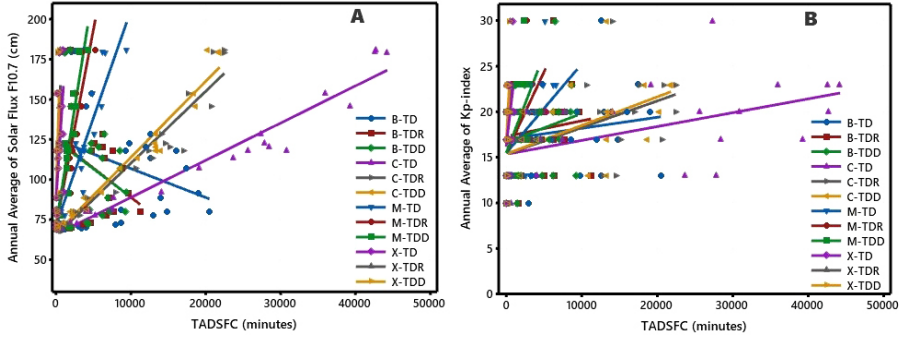 A
Annual Average of Solar Flux F10.7 (cm)
200
175
150
125
100
75
50
0
10000
20000
30000
40000
50000
TADSFC (minutes)
B-TD
B-TDR
B-TDD
C-TD
C-TDR
C-TDD
M-TD
M-TDR
M-TDD
X-TD
X-TDR
X-TDD
B
Annual Average of Kp-index
30
25
20
15
10
5
0
0
10000
20000
30000
40000
50000
TADSFC (minutes)
B-TD
B-TDR
B-TDD
C-TD
C-TDR
C-TDD
M-TD
M-TDR
M-TDD
X-TD
X-TDR
X-TDD